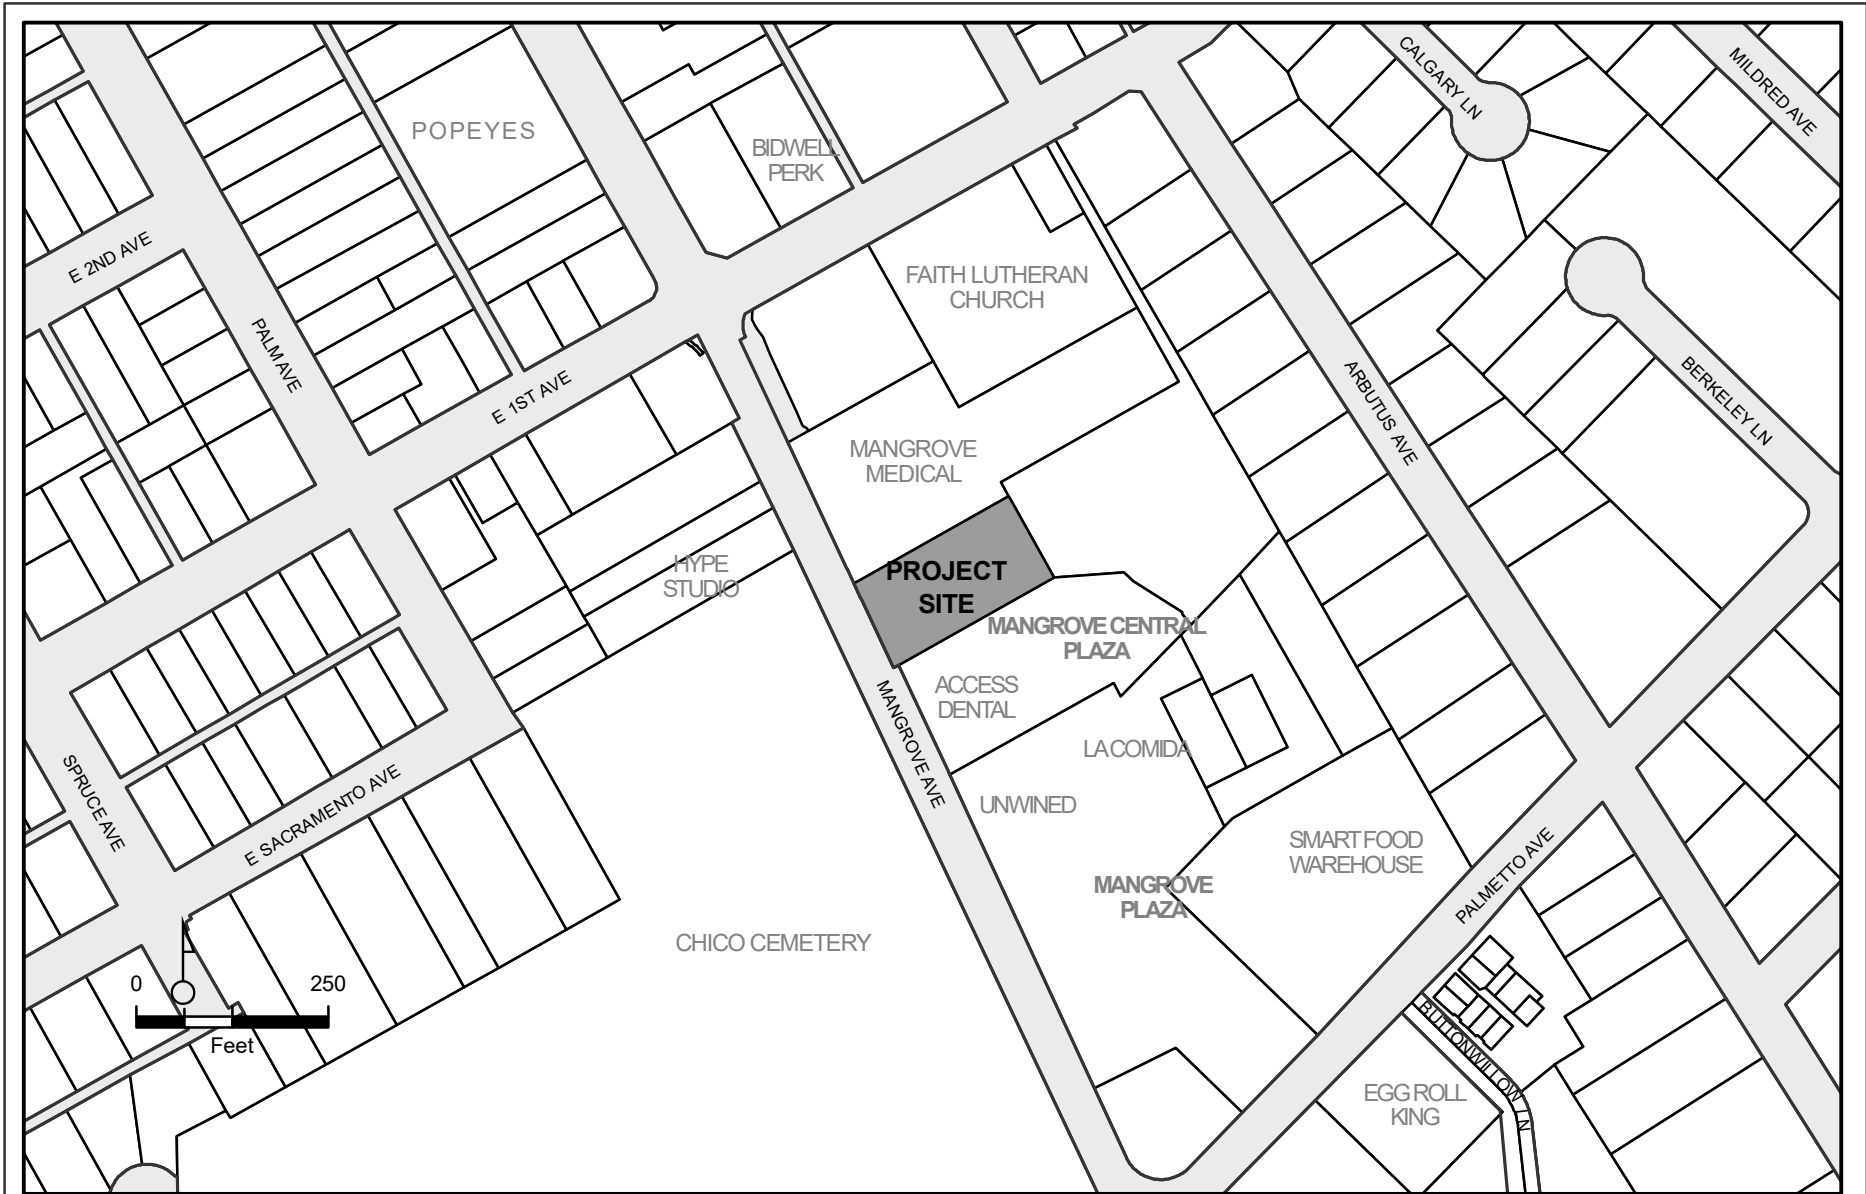 CALGARY LN
MILDRED AVE
POPEYES
BIDWELL
PERK
E 2ND AVE
FAITH LUTHERAN
CHURCH
PALM AVE
E 1ST AVE
ARBUTUS AVE
BERKELEY LN
MANGROVE
MEDICAL
HYPE
STUDIO
PROJECT
SITE
MANGROVE CENTRAL
PLAZA
ACCESS
DENTAL
MANGROVE AVE
LA COMIDA
SPRUCE AVE
E SACRAMENTO AVE
UNWINED
SMART FOOD
WAREHOUSE
PALMETTO AVE
MANGROVE
PLAZA
CHICO CEMETERY
0 250
Feet
BUTTONWILLOW LN
EGG ROLL
KING